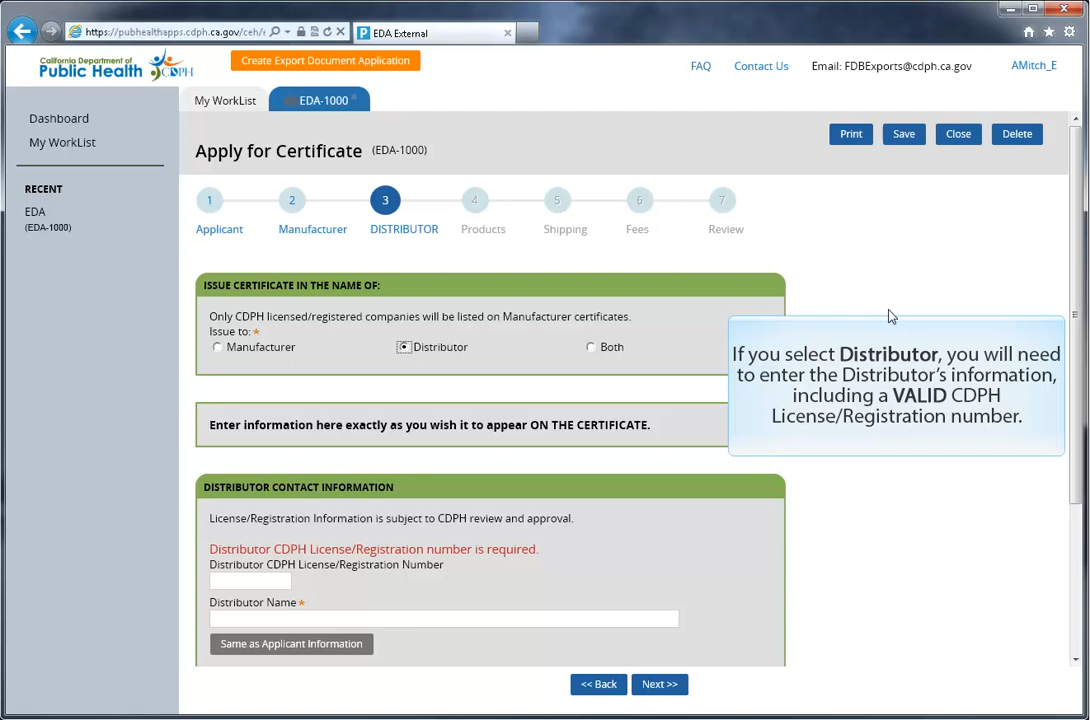 https://pubhealthapps.cdph.ca.gov/ceh/
EDA External
California Department of
Public Health
CDPH
Create Export Document Application
FAQ
Contact Us
Email: FDBExports@cdph.ca.gov
AMitch_E
Dashboard
My WorkList
RECENT
EDA
(EDA-1000)
My WorkList
EDA-1000
Print
Save
Close
Delete
Apply for Certificate (EDA-1000)
1
2
3
4
5
6
7
Applicant
Manufacturer
DISTRIBUTOR
Products
Shipping
Fees
Review
ISSUE CERTIFICATE IN THE NAME OF:
Only CDPH licensed/registered companies will be listed on Manufacturer certificates.
Issue to: *
Manufacturer
Distributor
Both
If you select Distributor, you will need
to enter the Distributor's information,
including a VALID CDPH
License/Registration number.
Enter information here exactly as you wish it to appear ON THE CERTIFICATE.
DISTRIBUTOR CONTACT INFORMATION
License/Registration Information is subject to CDPH review and approval.
Distributor CDPH License/Registration number is required.
Distributor CDPH License/Registration Number
Distributor Name *
Same as Applicant Information
<< Back
Next >>